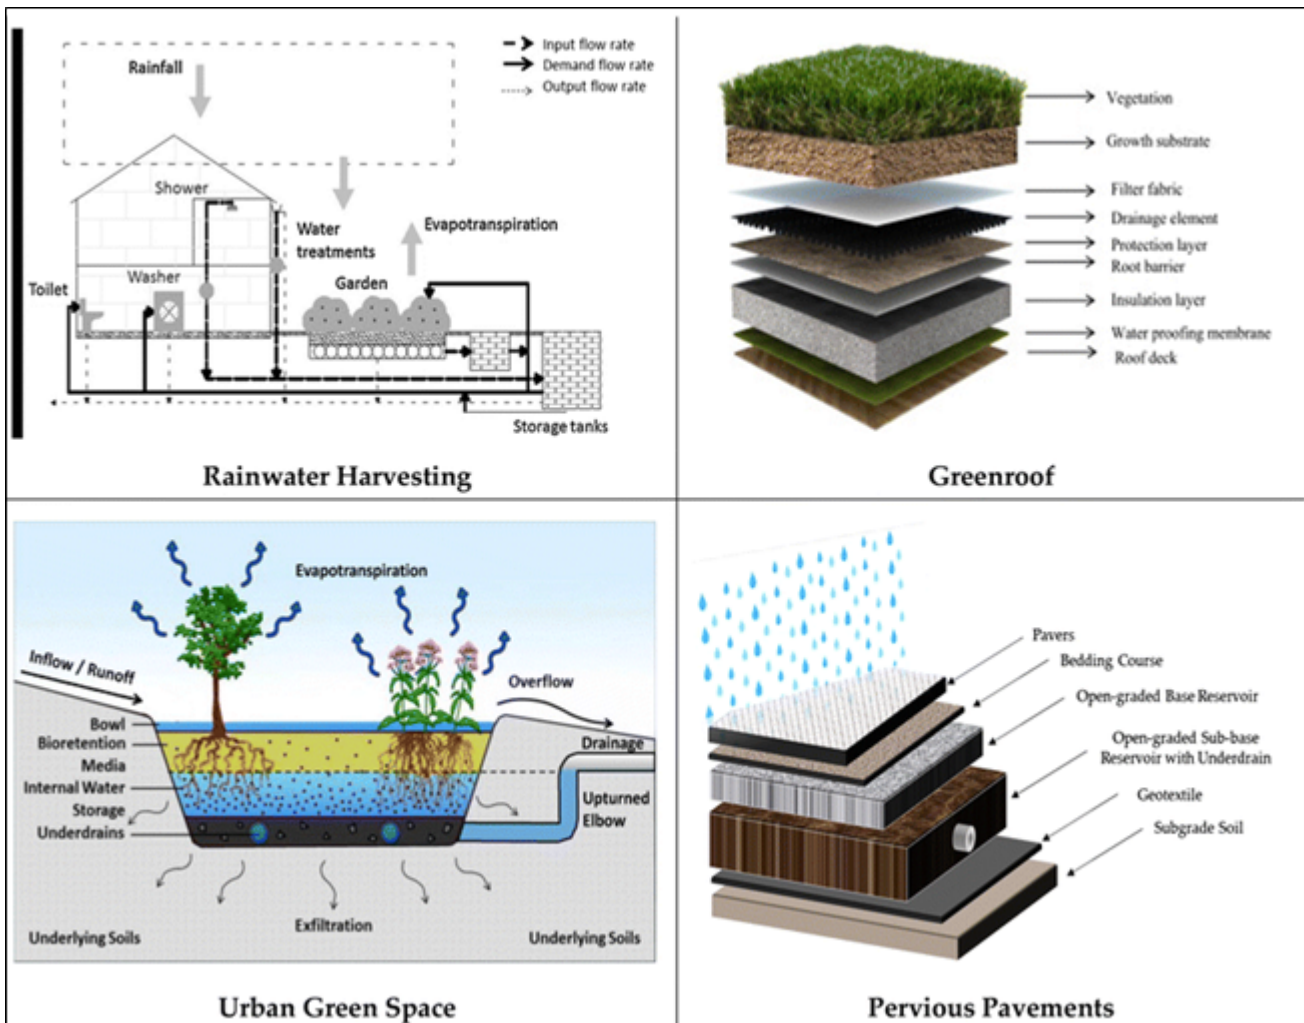 Rainfall
Input flow rate
Demand flow rate
Output flow rate
Shower
Water
treatments
Evapotranspiration
Washer
Garden
Toilet
Storage tanks
Rainwater Harvesting
Vegetation
Growth substrate
Filter fabric
Drainage element
Protection layer
Root barrier
Insulation layer
Water proofing membrane
Roof deck
Greenroof
Evapotranspiration
Inflow / Runoff
Overflow
Bowl
Bioretention
Media
Internal Water
Storage
Underdrains
Drainage
Upturned
Elbow
Exfiltration
Underlying Soils
Underlying Soils
Urban Green Space
Pavers
Bedding Course
Open-graded Base Reservoir
Open-graded Sub-base
Reservoir with Underdrain
Geotextile
Subgrade Soil
Pervious Pavements